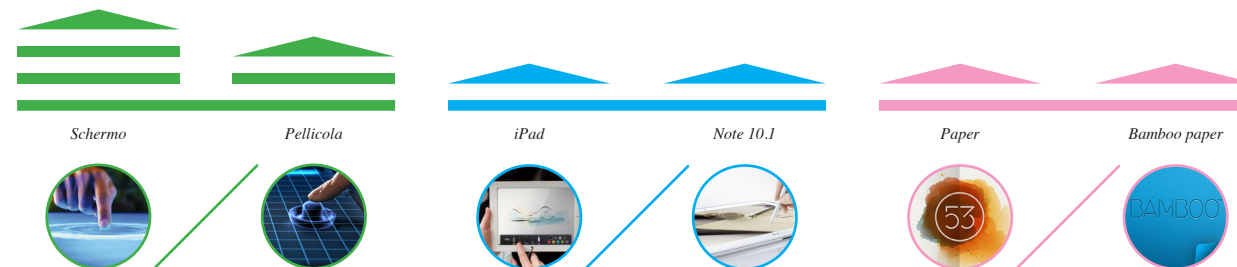 Schermo
Pellicola
iPad
Note 10.1
Paper
Bamboo paper
53
BAMBOO